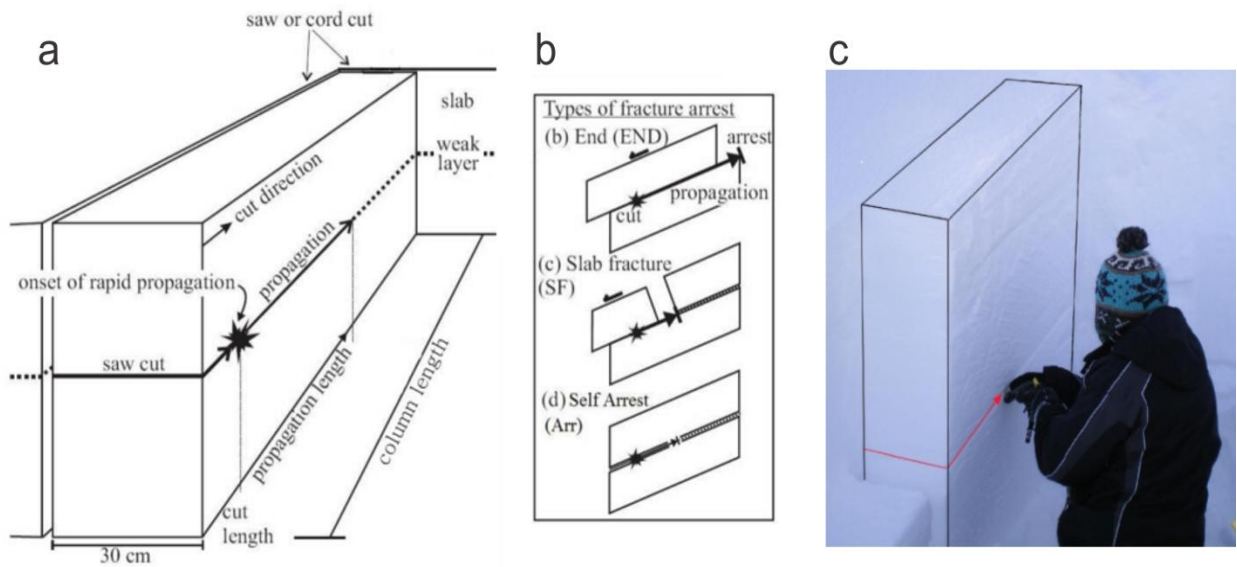 a
saw or cord cut
slab
weak
layer
cut direction
propagation
onset of rapid propagation
saw cut
propagation length
column length
cut
length
30 cm
b
Types of fracture arrest
(b) End (END)
arrest
propagation
cut
(c) Slab fracture
(SF)
(d) Self Arrest
(Arr)
c